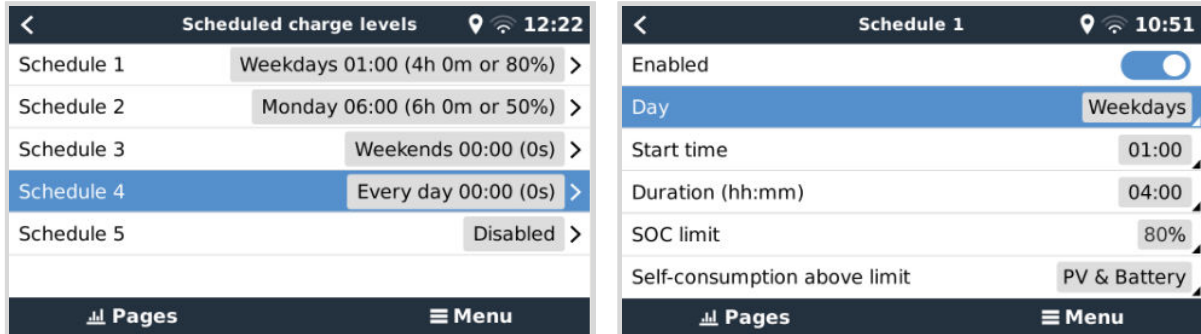 Scheduled charge levels 12:22
Schedule 1 Weekdays 01:00 (4h 0m or 80%)
Schedule 2 Monday 06:00 (6h 0m or 50%)
Schedule 3 Weekends 00:00 (0s)
Schedule 4 Every day 00:00 (0s)
Schedule 5 Disabled
Pages Menu
Schedule 1 10:51
Enabled
Day Weekdays
Start time 01:00
Duration (hh:mm) 04:00
SOC limit 80%
Self-consumption above limit PV & Battery
Pages Menu